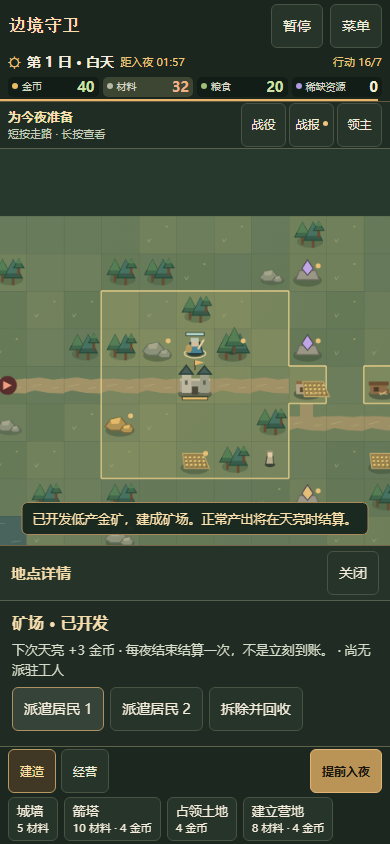 边境守卫
暂停
菜单
第 1 日 · 白天 距入夜 01:57 行动 16/7
金币 40 材料 32 粮食 20 稀缺资源 0
为今夜准备
短按走路 · 长按查看
战役
战报
领主
已开发低产金矿，建成矿场。正常产出将在天亮时结算。
地点详情
关闭
矿场 · 已开发
下次天亮 +3 金币 · 每夜结束结算一次，不是立刻到账。 · 尚无
派驻工人
派遣居民 1
派遣居民 2
拆除并回收
建造
经营
提前入夜
城墙
5 材料
箭塔
10 材料 · 4 金币
占领土地
4 金币
建立营地
8 材料 · 4 金币